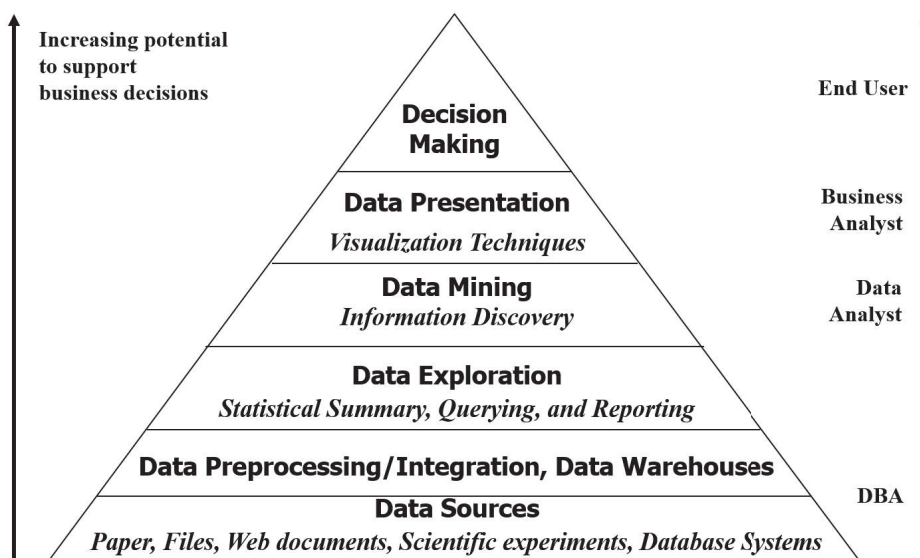 Increasing potential
to support
business decisions
End User
Decision
Making
Business
Analyst
Data Presentation
Visualization Techniques
Data Mining
Information Discovery
Data
Analyst
Data Exploration
Statistical Summary, Querying, and Reporting
Data Preprocessing/Integration, Data Warehouses
DBA
Data Sources
Paper, Files, Web documents, Scientific experiments, Database Systems